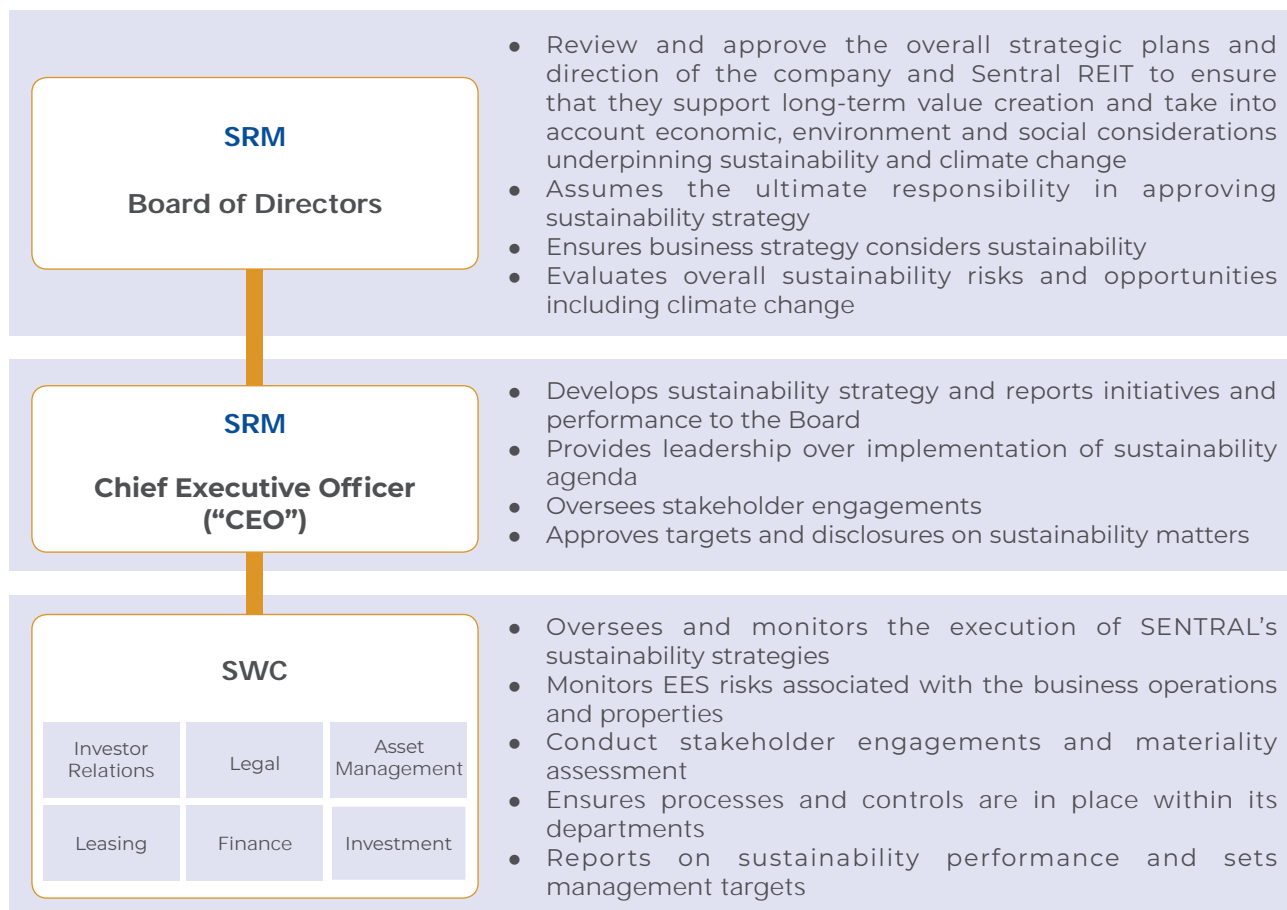 SRM
Board of Directors
● Review and approve the overall strategic plans and
direction of the company and Sentral REIT to ensure
that they support long-term value creation and take into
account economic, environment and social considerations
underpinning sustainability and climate change
● Assumes the ultimate responsibility in approving
sustainability strategy
● Ensures business strategy considers sustainability
● Evaluates overall sustainability risks and opportunities
including climate change
SRM
Chief Executive Officer
(“CEO”)
● Develops sustainability strategy and reports initiatives and
performance to the Board
● Provides leadership over implementation of sustainability
agenda
● Oversees stakeholder engagements
● Approves targets and disclosures on sustainability matters
SWC
Investor
Relations
Legal
Asset
Management
Leasing
Finance
Investment
● Oversees and monitors the execution of SENTRAL’s
sustainability strategies
● Monitors EES risks associated with the business operations
and properties
● Conduct stakeholder engagements and materiality
assessment
● Ensures processes and controls are in place within its
departments
● Reports on sustainability performance and sets
management targets